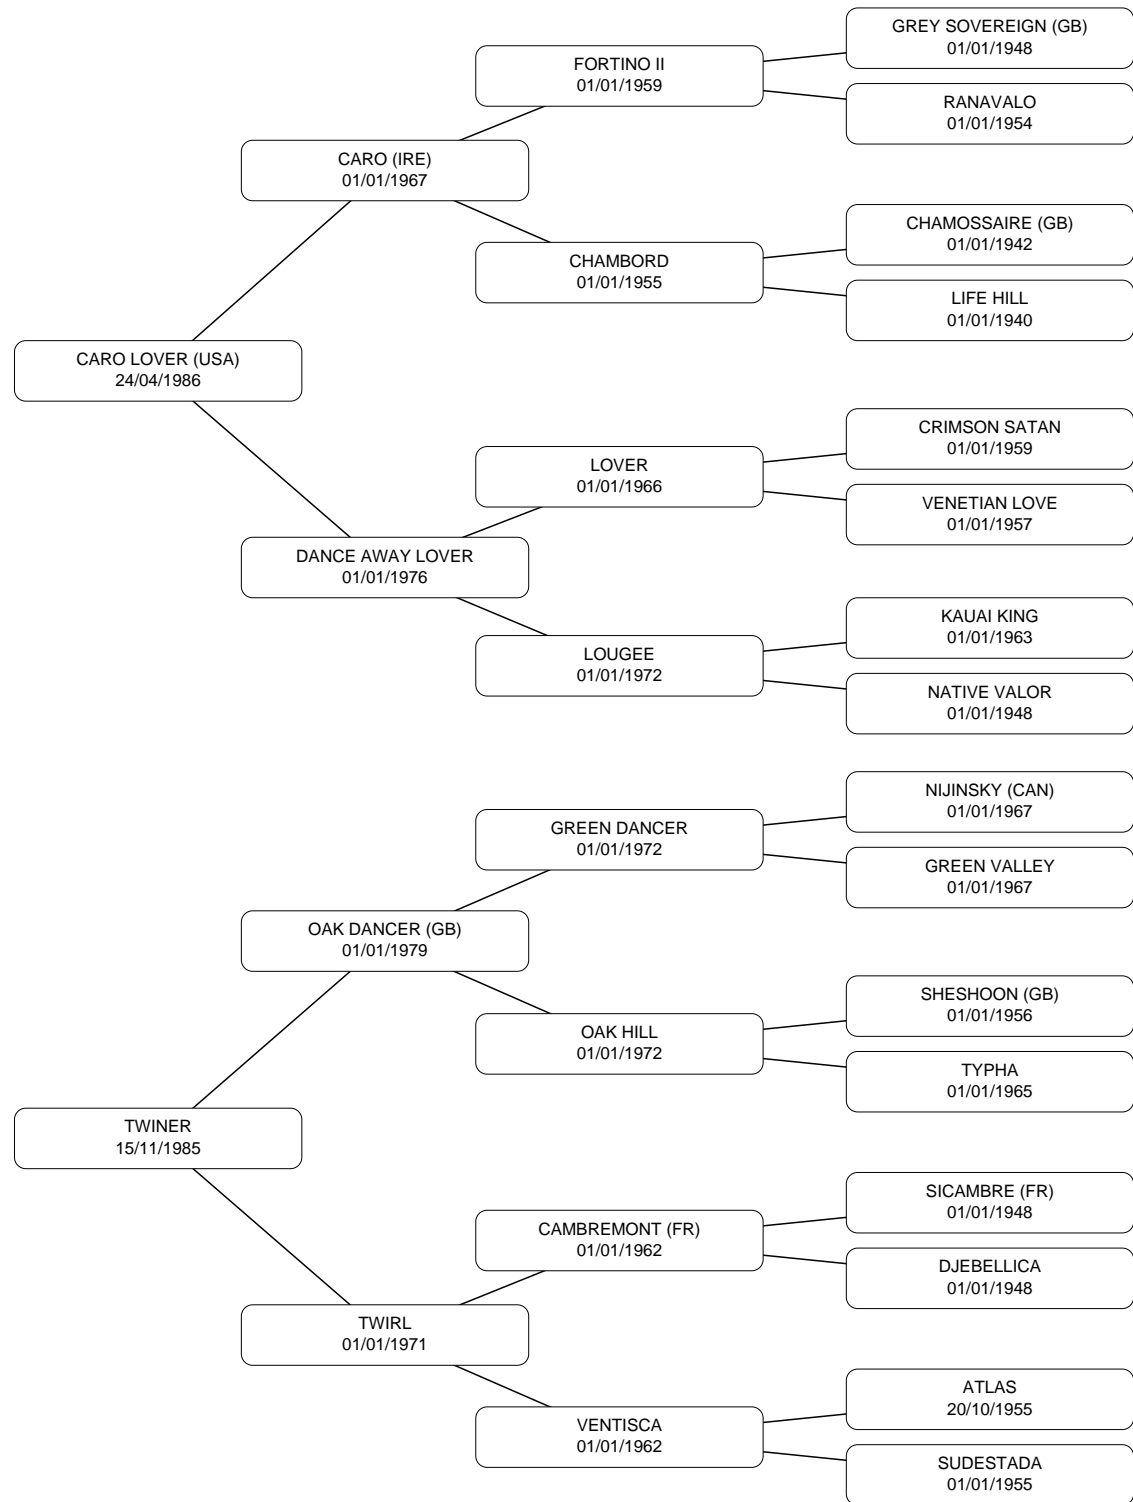 GREY SOVEREIGN (GB)
01/01/1948
FORTINO II
01/01/1959
RANAVALO
01/01/1954
CARO (IRE)
01/01/1967
CHAMOSSAIRE (GB)
01/01/1942
CHAMBORD
01/01/1955
LIFE HILL
01/01/1940
CARO LOVER (USA)
24/04/1986
CRIMSON SATAN
01/01/1959
LOVER
01/01/1966
VENETIAN LOVE
01/01/1957
DANCE AWAY LOVER
01/01/1976
KAUAI KING
01/01/1963
LOUGEE
01/01/1972
NATIVE VALOR
01/01/1948
NIJINSKY (CAN)
01/01/1967
GREEN DANCER
01/01/1972
GREEN VALLEY
01/01/1967
OAK DANCER (GB)
01/01/1979
SHESHOON (GB)
01/01/1956
OAK HILL
01/01/1972
TYPHA
01/01/1965
TWINER
15/11/1985
SICAMBRE (FR)
01/01/1948
CAMBREMONT (FR)
01/01/1962
DJEBELLICA
01/01/1948
TWIRL
01/01/1971
ATLAS
20/10/1955
VENTISCA
01/01/1962
SUDESTADA
01/01/1955